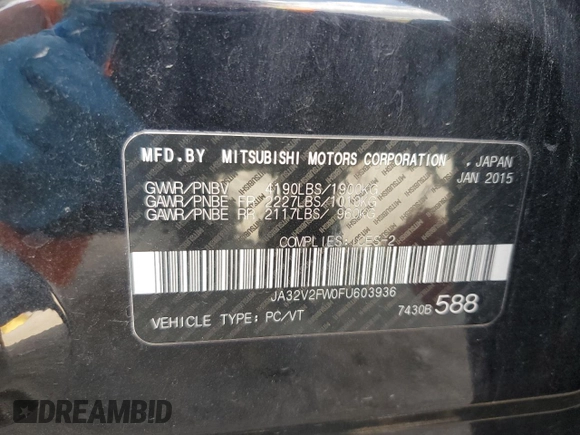 MFD.BY MITSUBISHI MOTORS CORPORATION . JAPAN
JAN 2015
GWVR/PNBV 4190LBS/1900KG
GAWR/PNBE FR 2227LBS/1010KG
GAWR/PNBE RR 2117LBS/ 960KG
COMPLIES: ICES-2
JA32V2FW0FU603936
VEHICLE TYPE: PC/VT 7430B 588
DREAMBID